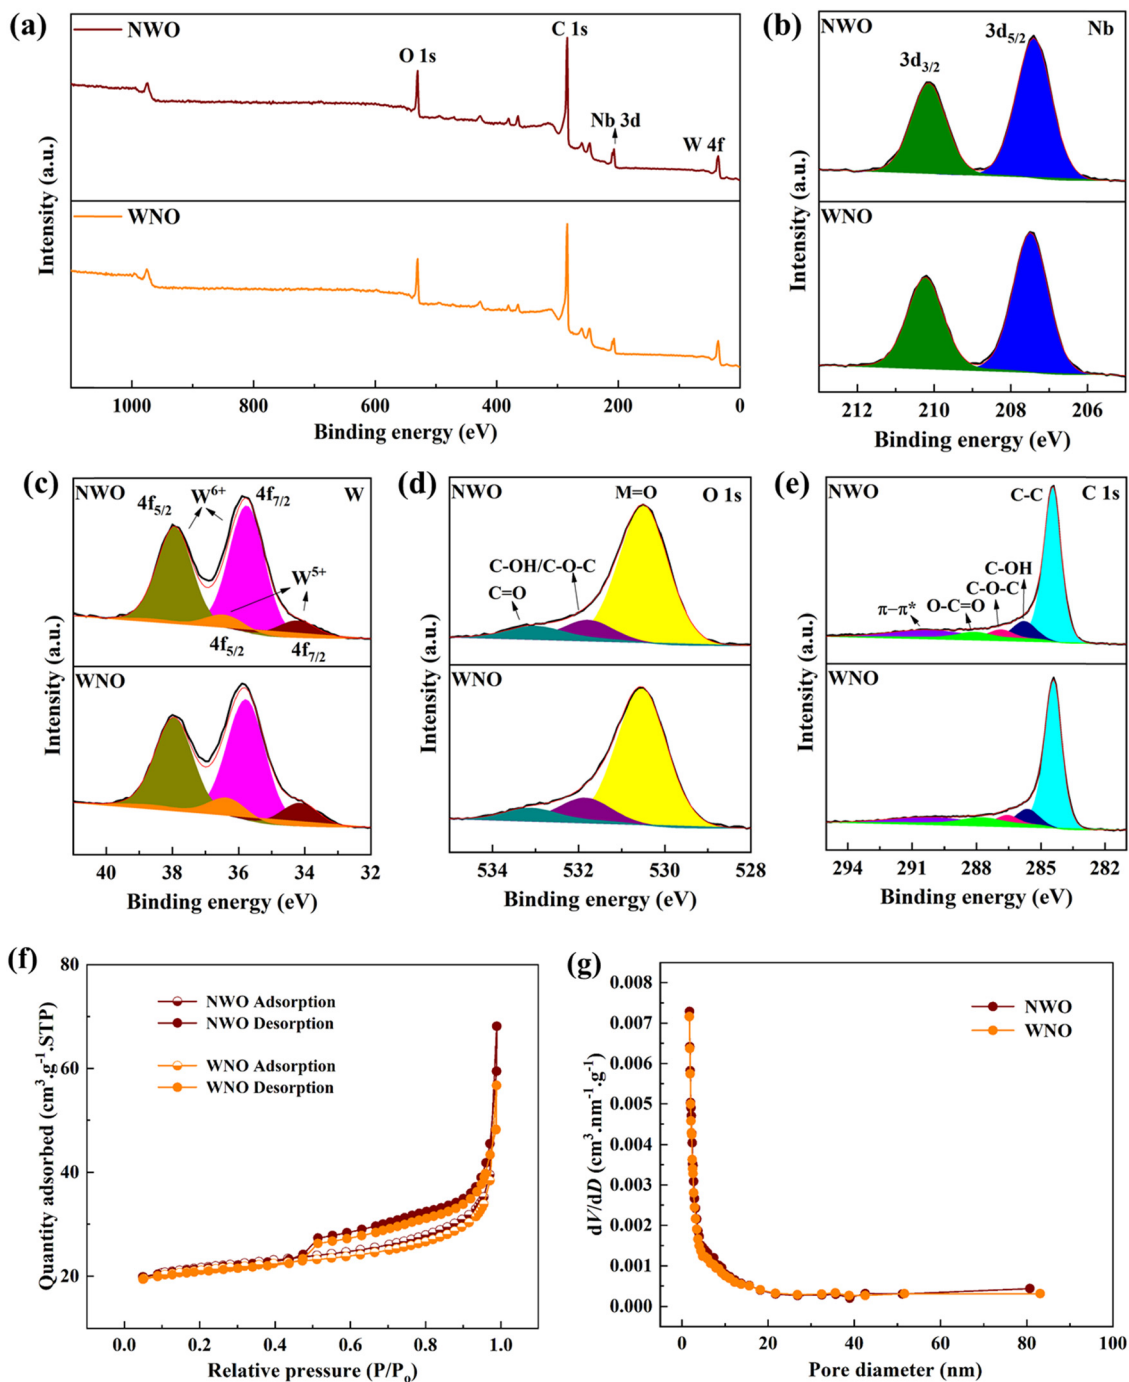 (a)
NWO
C 1s
O 1s
Nb 3d
W 4f
WNO
Intensity (a.u.)
1000 800 600 400 200 0
Binding energy (eV)
(b)
NWO
3d5/2
Nb
3d3/2
WNO
Intensity (a.u.)
212 210 208 206
Binding energy (eV)
(c)
NWO
W6+
4f7/2
W
4f5/2
W5+
4f5/2
4f7/2
WNO
Intensity (a.u.)
40 38 36 34 32
Binding energy (eV)
(d)
NWO
M=O
O 1s
C-OH/C-O-C
C=O
WNO
Intensity (a.u.)
534 532 530 528
Binding energy (eV)
(e)
NWO
C-C
C 1s
C-OH
C-O-C
O-C=O
π−π*
WNO
Intensity (a.u.)
294 291 288 285 282
Binding energy (eV)
(f)
80
60
40
20
NWO Adsorption
NWO Desorption
WNO Adsorption
WNO Desorption
Quantity adsorbed (cm3.g-1.STP)
0.0 0.2 0.4 0.6 0.8 1.0
Relative pressure (P/Po)
(g)
0.008
0.007
0.006
0.005
0.004
0.003
0.002
0.001
0.000
NWO
WNO
dV/dD (cm3.nm-1.g-1)
0 20 40 60 80 100
Pore diameter (nm)